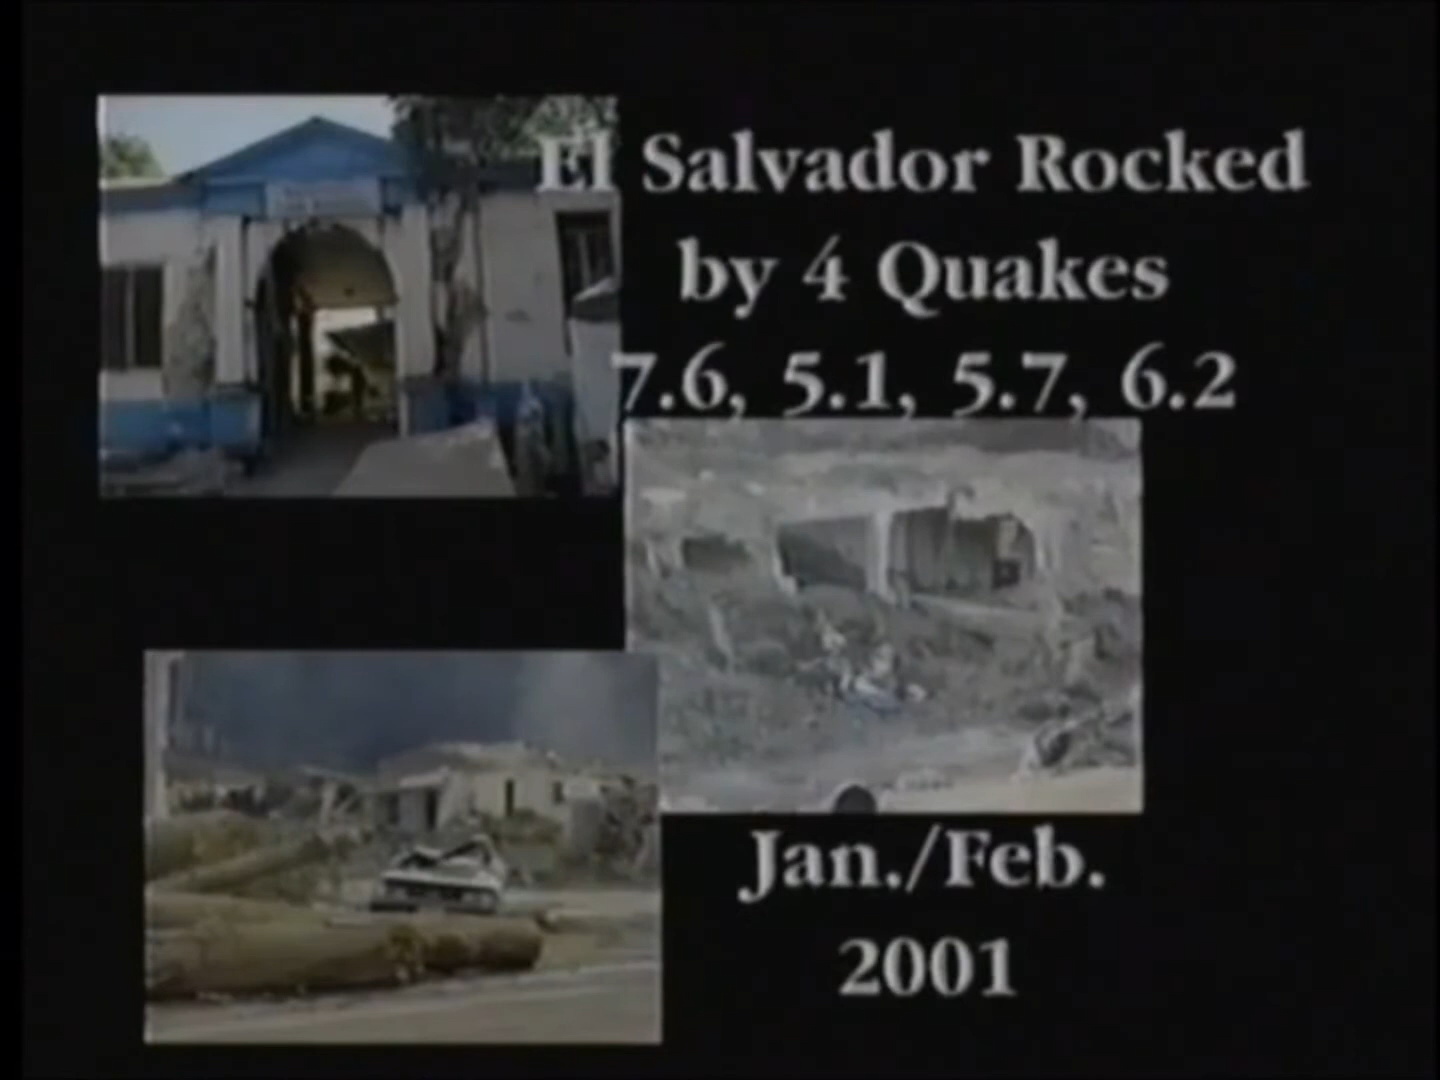 El Salvador Rocked
by 4 Quakes
7.6, 5.1, 5.7, 6.2
Jan./Feb.
2001